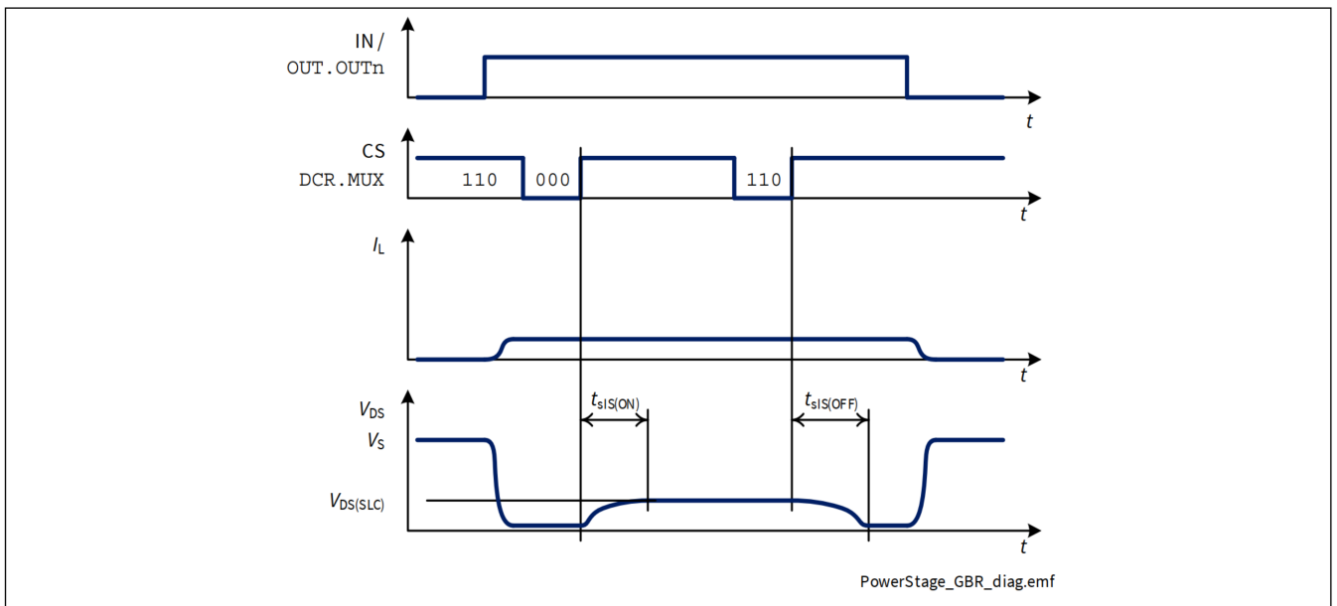 IN/
OUT.OUTn
t
CS
DCR.MUX 110 000 110
t
IL
t
VDS tsIS(ON) tsIS(OFF)
VS
VDS(SLC)
t
PowerStage_GBR_diag.emf